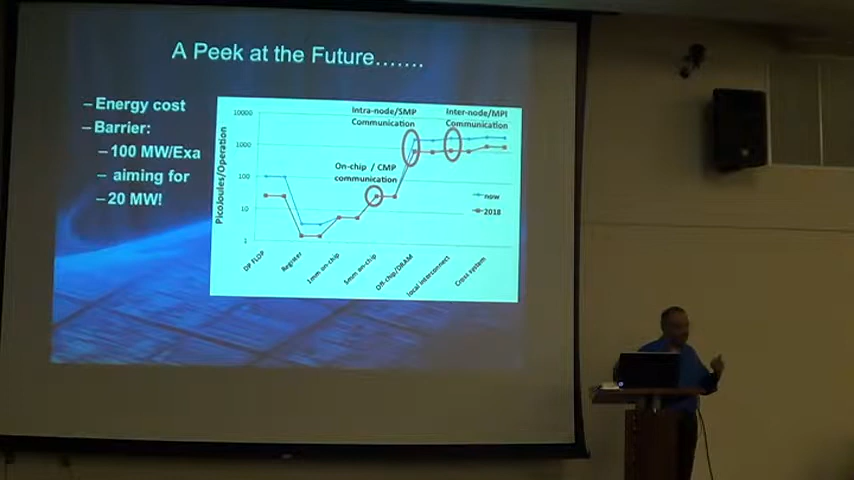 A Peek at the Future.......
– Energy cost
– Barrier:
– 100 MW/Exa
– aiming for
– 20 MW!
Intra-node/SMP
Communication
Inter-node/MPI
Communication
On-chip / CMP
communication
PicoJoules/Operation
10000
1000
100
10
1
now
2018
DP FLOP
Register
1mm on-chip
5mm on-chip
Off-chip/DRAM
local interconnect
Cross system